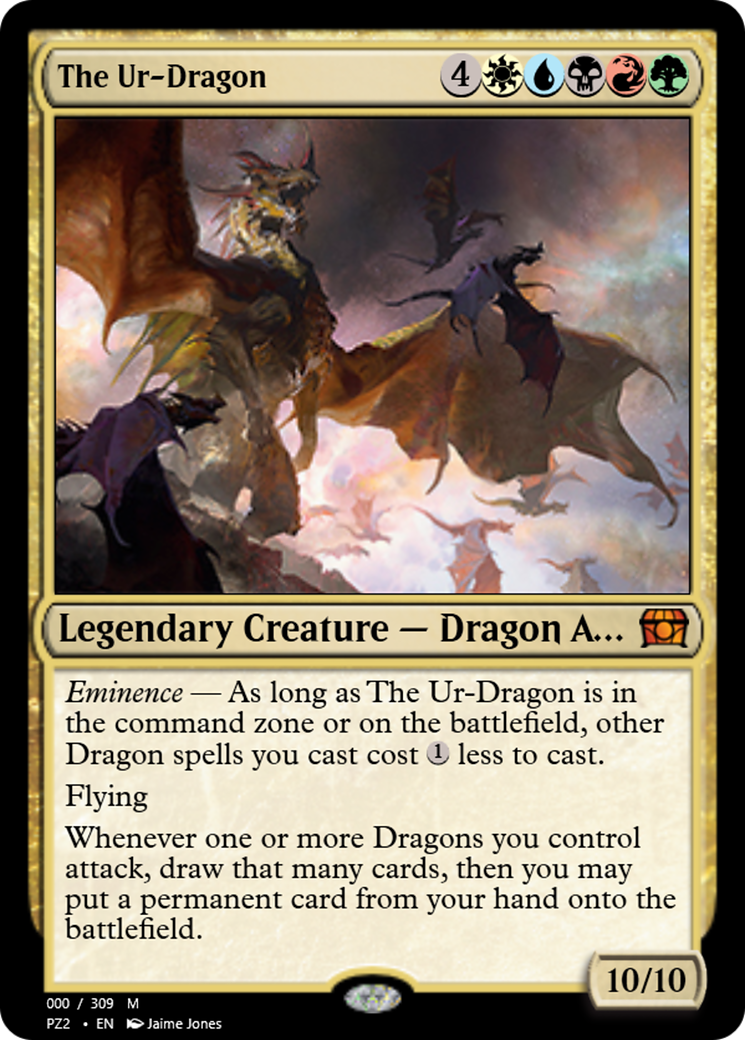 The Ur-Dragon 4
Legendary Creature — Dragon A...
Eminence — As long as The Ur-Dragon is in
the command zone or on the battlefield, other
Dragon spells you cast cost 1 less to cast.
Flying
Whenever one or more Dragons you control
attack, draw that many cards, then you may
put a permanent card from your hand onto the
battlefield.
10/10
000 / 309 M
PZ2 • EN Jaime Jones